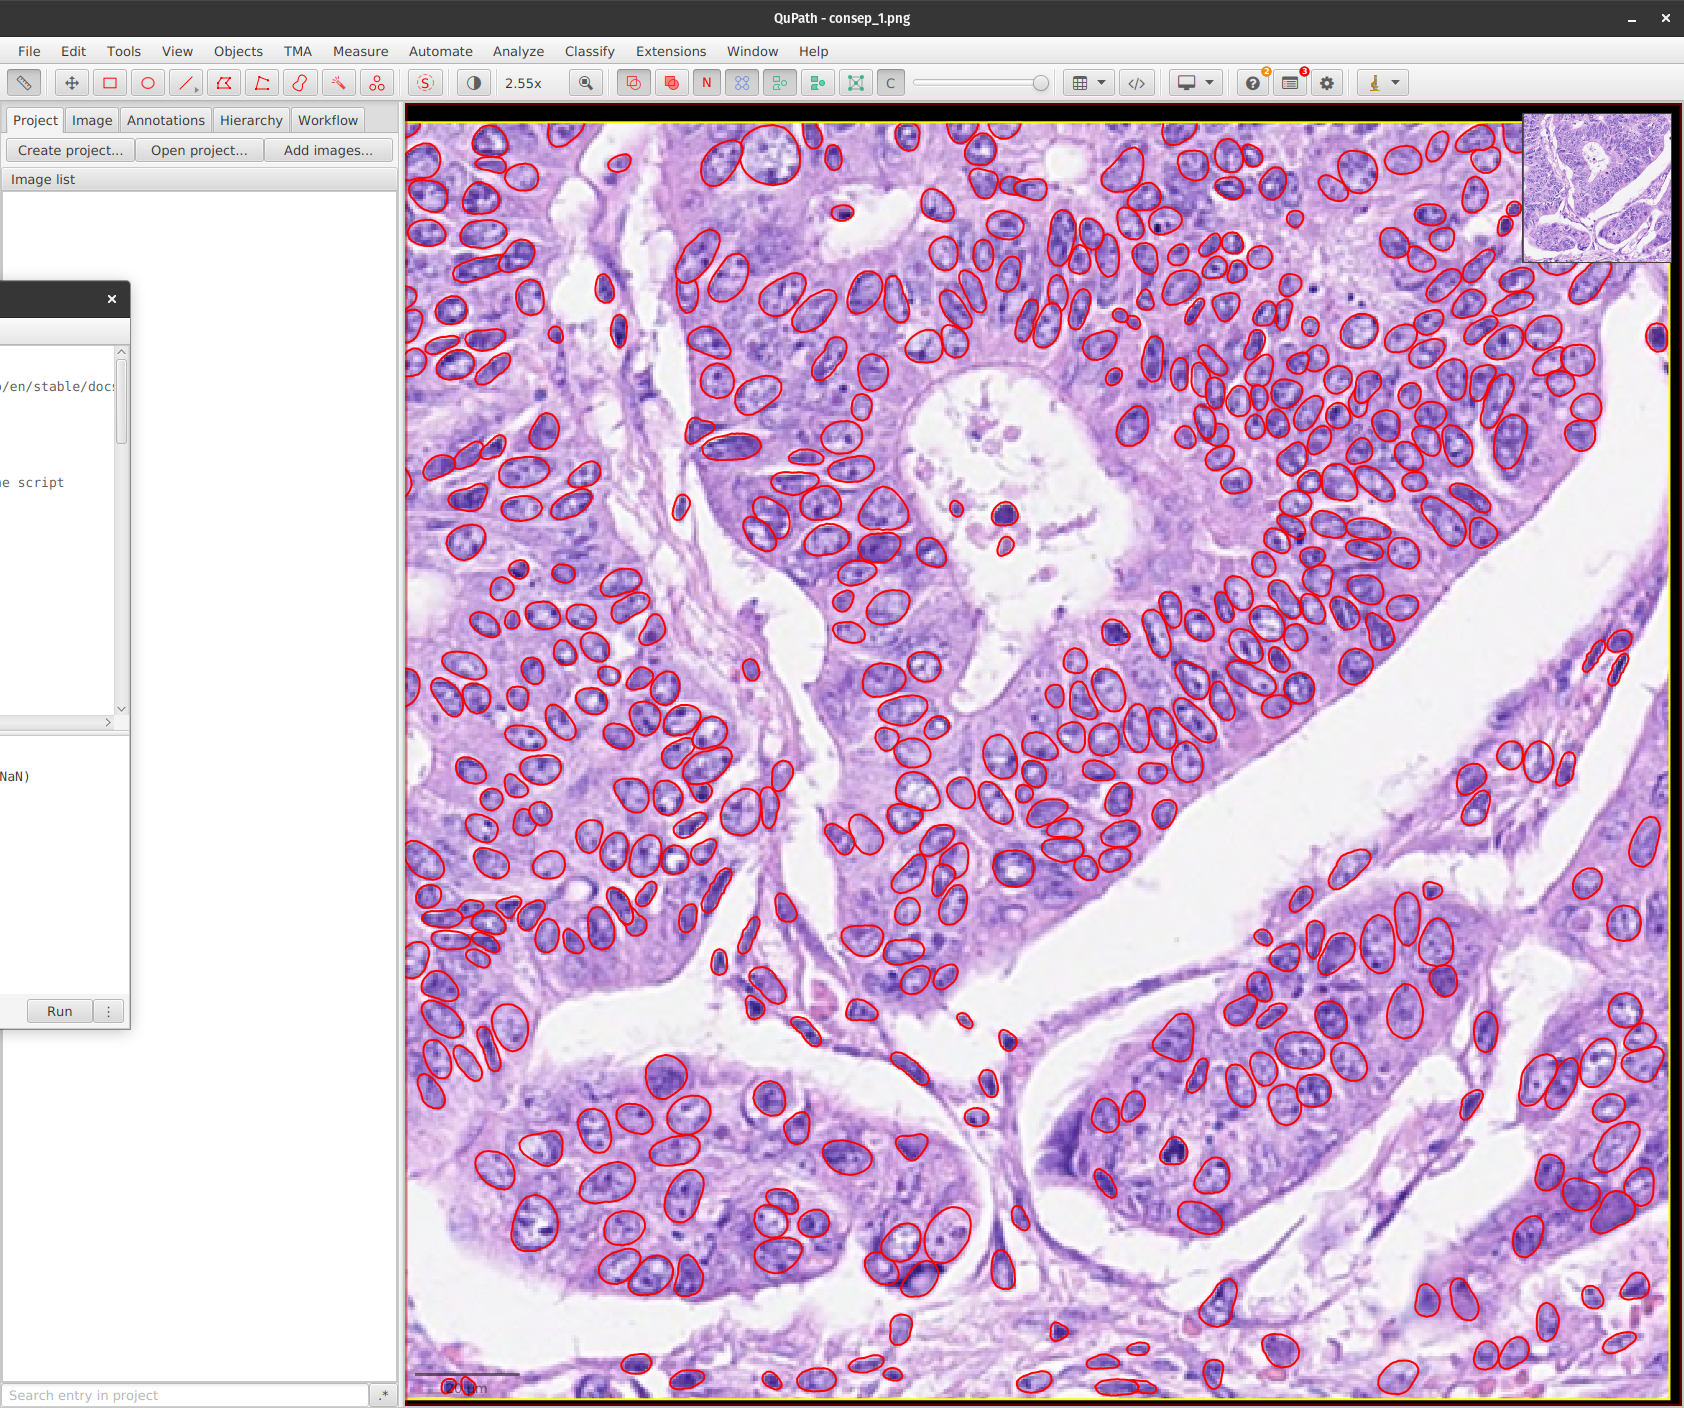 QuPath - consep_1.png
File Edit Tools View Objects TMA Measure Automate Analyze Classify Extensions Window Help
S 2.55x N C </> ? 2 3
Project Image Annotations Hierarchy Workflow
Create project... Open project... Add images...
Image list
/en/stable/docs
e script
NaN)
Run
Search entry in project .*